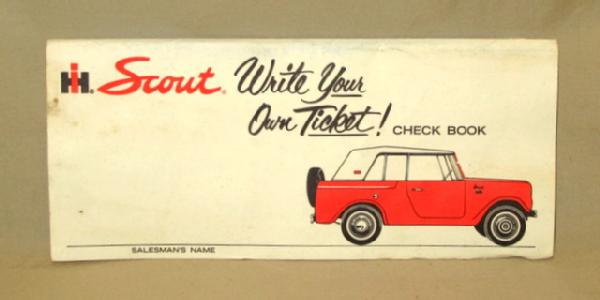 IH. Scout. Write Your
Own Ticket! CHECK BOOK
SALESMAN'S NAME